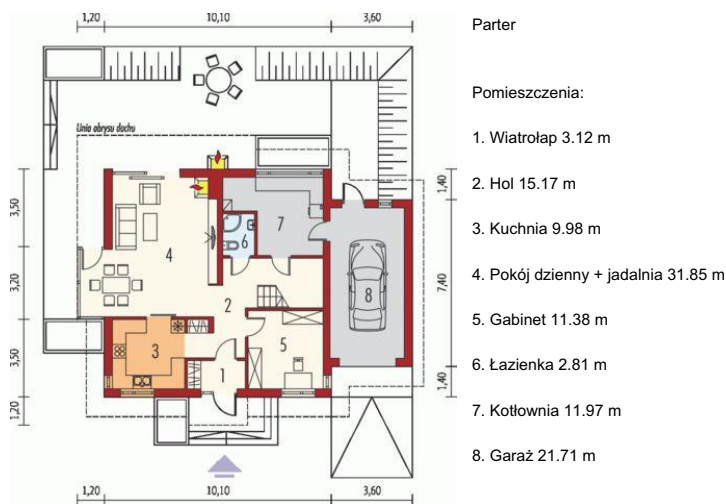 1,20 10,10 3,60
Linia obrysu dachu
3,50
3,20
3,50
1,20
1,40
7,40
1,40
4
7
6
8
2
3
5
1
1,20 10,10 3,60
Parter
Pomieszczenia:
1. Wiatrołap 3.12 m
2. Hol 15.17 m
3. Kuchnia 9.98 m
4. Pokój dzienny + jadalnia 31.85 m
5. Gabinet 11.38 m
6. Łazienka 2.81 m
7. Kotłownia 11.97 m
8. Garaż 21.71 m